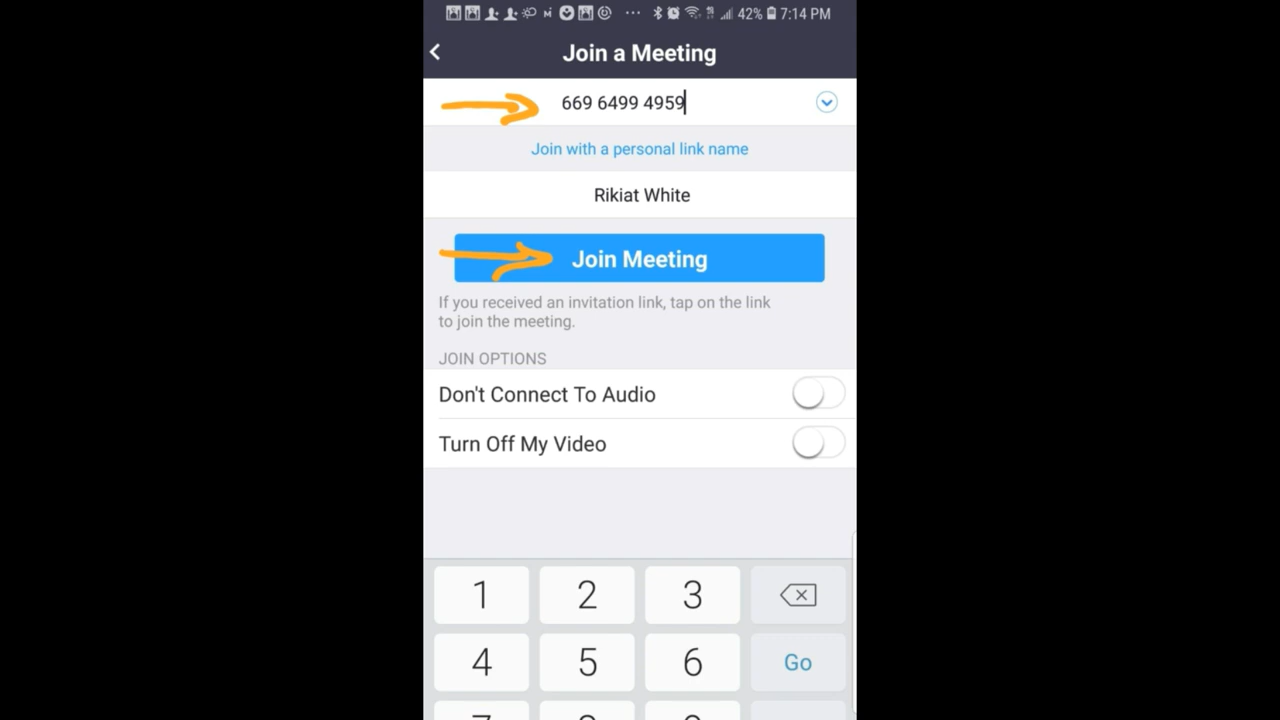 42% 7:14 PM
Join a Meeting
669 6499 4959
Join with a personal link name
Rikiat White
Join Meeting
If you received an invitation link, tap on the link
to join the meeting.
JOIN OPTIONS
Don't Connect To Audio
Turn Off My Video
1 2 3
4 5 6 Go